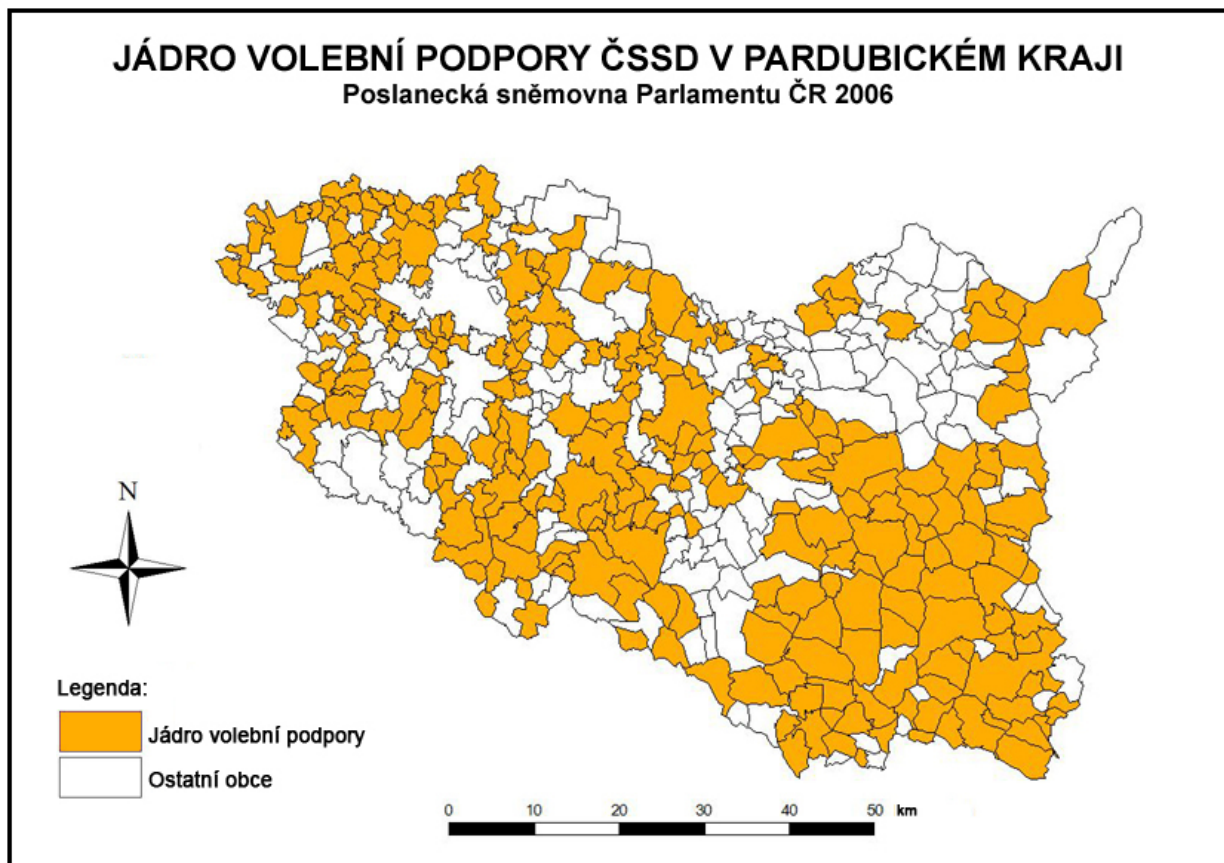 JÁDRO VOLEBNÍ PODPORY ČSSD V PARDUBICKÉM KRAJI
Poslanecká sněmovna Parlamentu ČR 2006
N
Legenda:
Jádro volební podpory
Ostatní obce
0 10 20 30 40 50 km